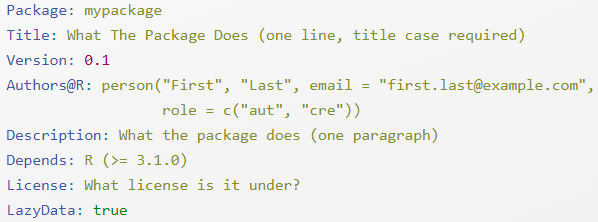 Package: mypackage
Title: What The Package Does (one line, title case required)
Version: 0.1
Authors@R: person("First", "Last", email = "first.last@example.com",
                  role = c("aut", "cre"))
Description: What the package does (one paragraph)
Depends: R (>= 3.1.0)
License: What license is it under?
LazyData: true